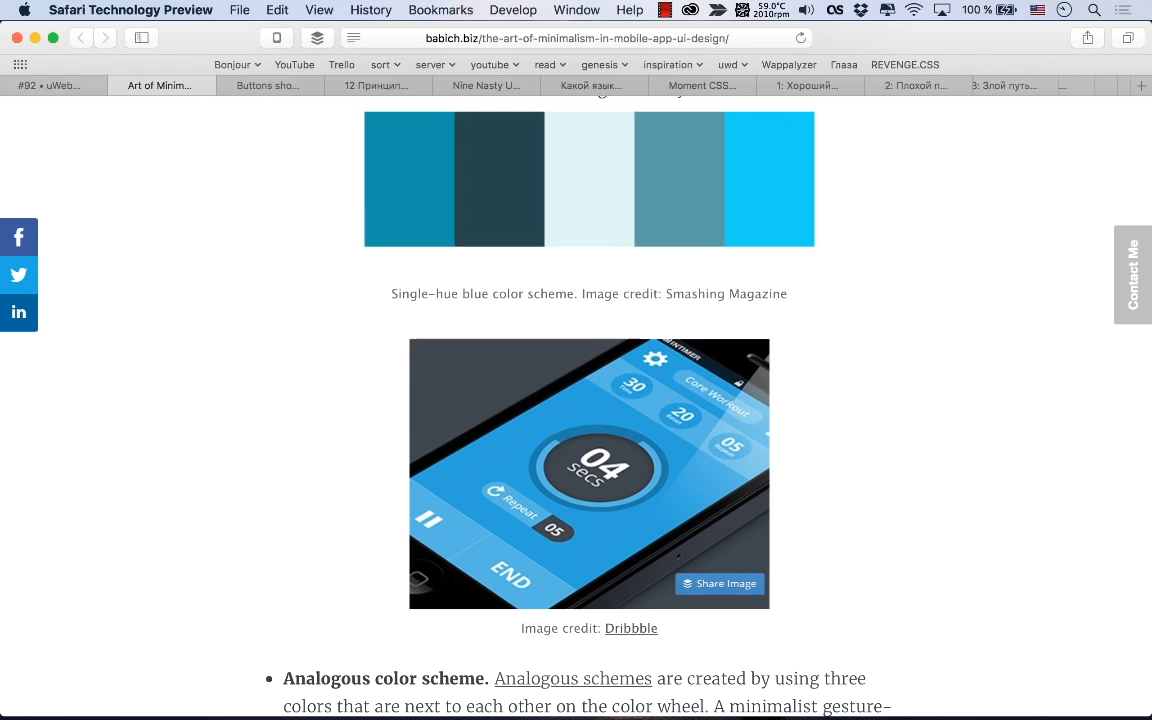 Safari Technology Preview File Edit View History Bookmarks Develop Window Help 59.0°C 2010rpm 100 %
babich.biz/the-art-of-minimalism-in-mobile-app-ui-design/
Bonjour YouTube Trello sort server youtube read genesis inspiration uwd Wappalyzer Глаза REVENGE.CSS
#92 • uWeb... Art of Minim... Buttons sho... 12 Принцип... Nine Nasty U... Какой язык... Moment CSS... 1: Хороший... 2: Плохой п... 3: Злой путь...
Contact Me
Single-hue blue color scheme. Image credit: Smashing Magazine
Core Workout
30
20
05
Repeat
04
secs
Repeat 05
END
Share Image
Image credit: Dribbble
• Analogous color scheme. Analogous schemes are created by using three
colors that are next to each other on the color wheel. A minimalist gesture-